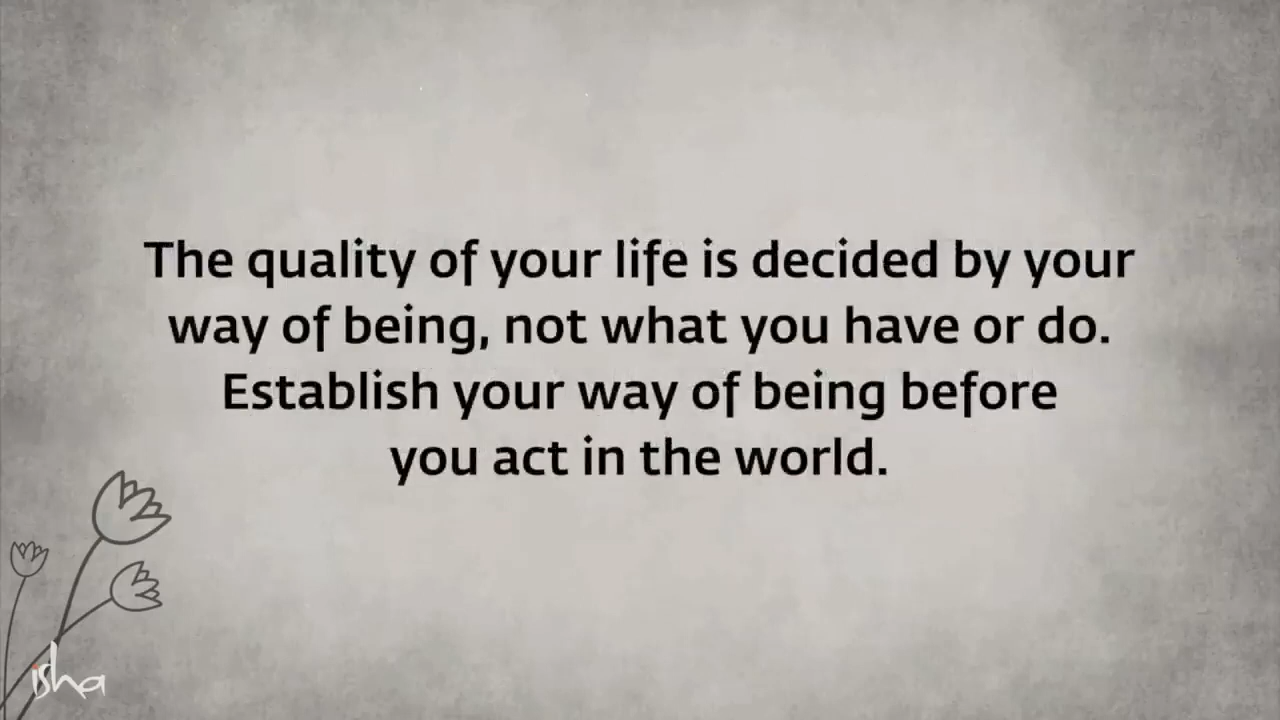 The quality of your life is decided by your
way of being, not what you have or do.
Establish your way of being before
you act in the world.
isha